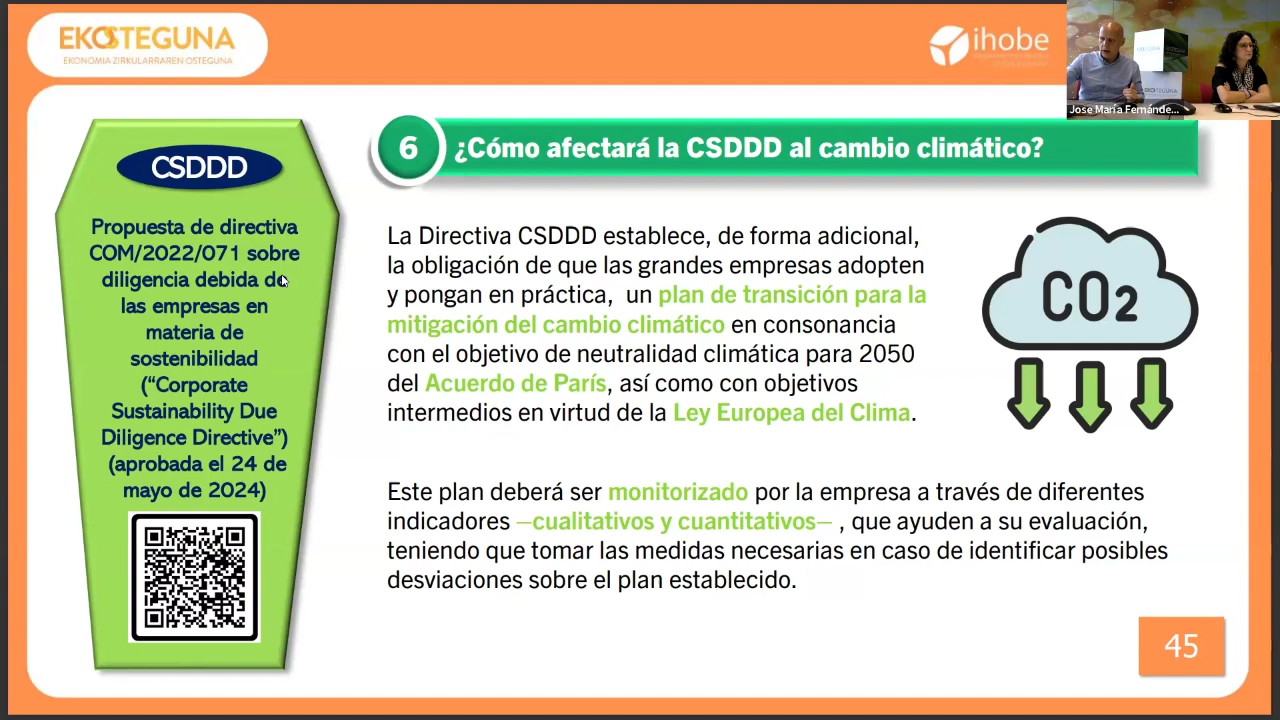 EKOSTEGUNA
EKONOMIA ZIRKULARRAREN OSTEGUNA
ihobe
Jose María Fernánde...
CSDDD
Propuesta de directiva
COM/2022/071 sobre
diligencia debida de
las empresas en
materia de
sostenibilidad
(“Corporate
Sustainability Due
Diligence Directive”)
(aprobada el 24 de
mayo de 2024)
6
¿Cómo afectará la CSDDD al cambio climático?
La Directiva CSDDD establece, de forma adicional,
la obligación de que las grandes empresas adopten
y pongan en práctica, un plan de transición para la
mitigación del cambio climático en consonancia
con el objetivo de neutralidad climática para 2050
del Acuerdo de París, así como con objetivos
intermedios en virtud de la Ley Europea del Clima.
CO2
Este plan deberá ser monitorizado por la empresa a través de diferentes
indicadores –cualitativos y cuantitativos– , que ayuden a su evaluación,
teniendo que tomar las medidas necesarias en caso de identificar posibles
desviaciones sobre el plan establecido.
45